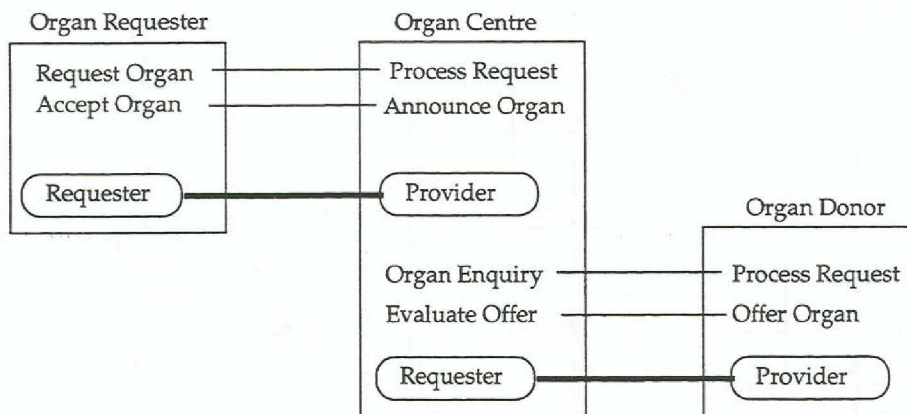 Organ Requester
Organ Centre
Request Organ
Process Request
Accept Organ
Announce Organ
Requester
Provider
Organ Donor
Organ Enquiry
Process Request
Evaluate Offer
Offer Organ
Requester
Provider